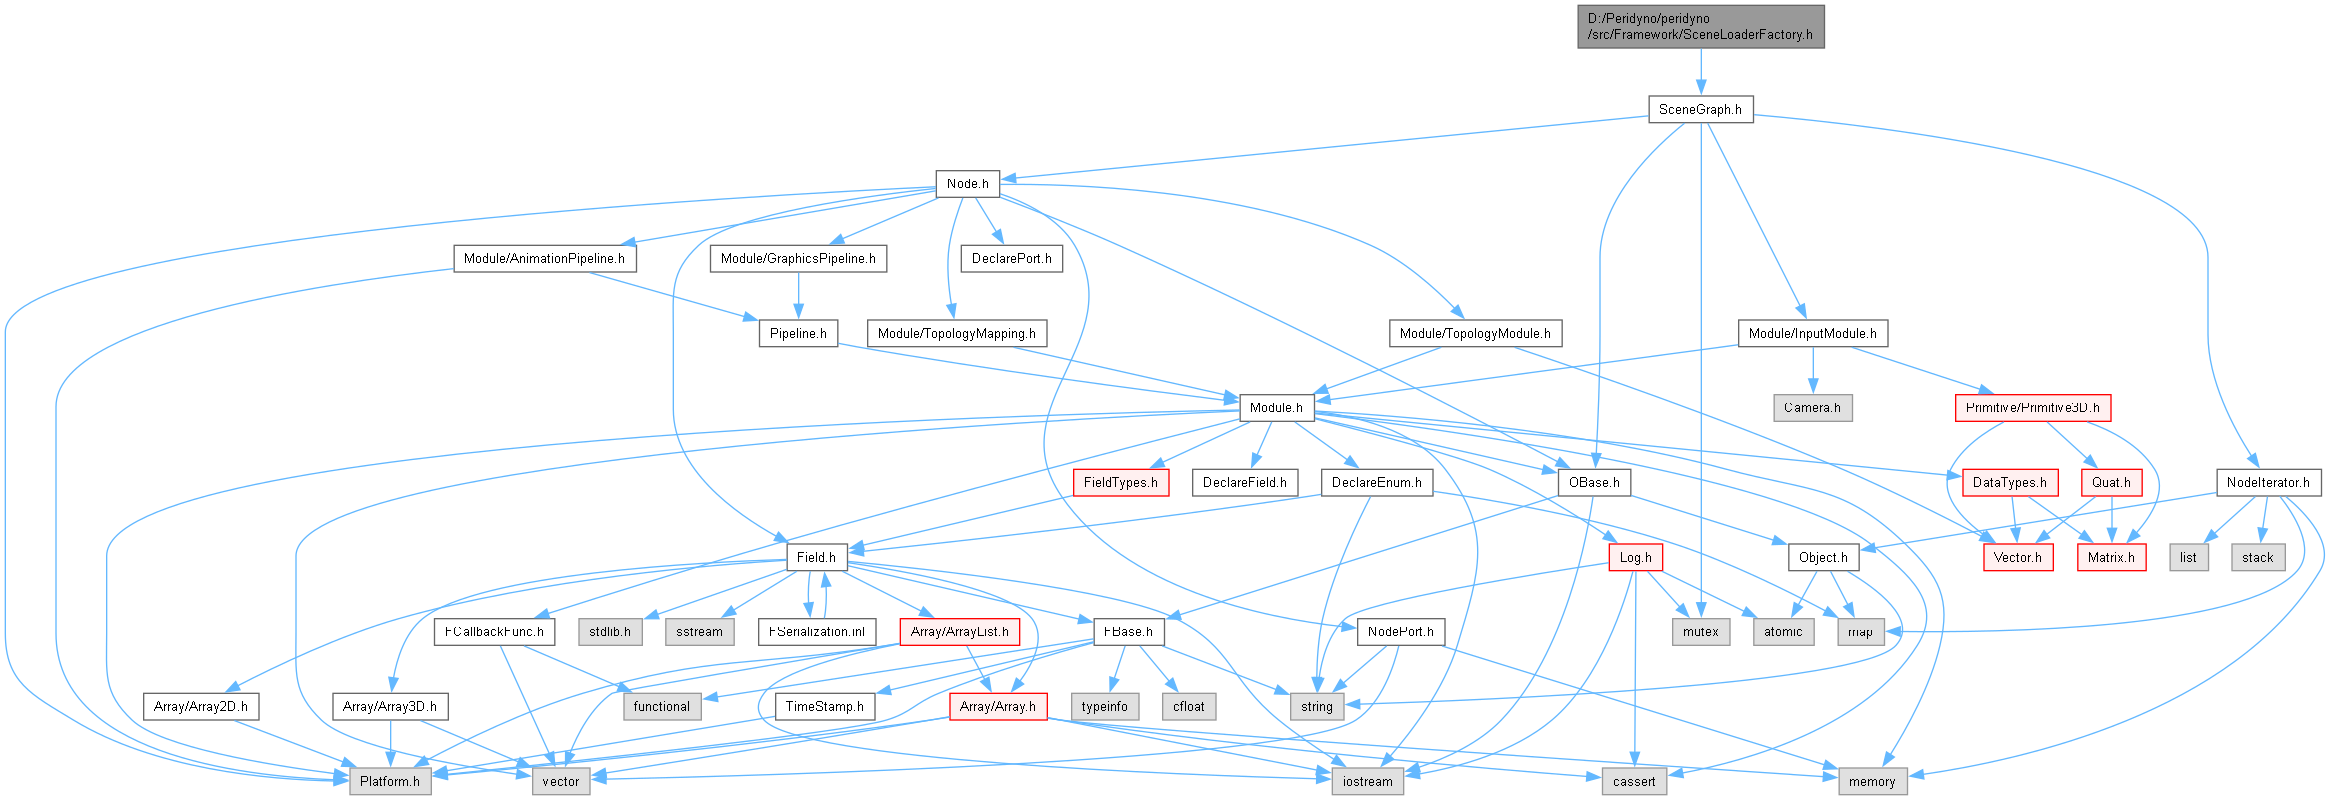 D:/Peridyno/peridyno
/src/Framework/SceneLoaderFactory.h
SceneGraph.h
Node.h
Module/AnimationPipeline.h
Module/GraphicsPipeline.h
DeclarePort.h
Pipeline.h
Module/TopologyMapping.h
Module/TopologyModule.h
Module/InputModule.h
Module.h
Camera.h
Primitive/Primitive3D.h
FieldTypes.h
DeclareField.h
DeclareEnum.h
OBase.h
DataTypes.h
Quat.h
NodeIterator.h
Field.h
Log.h
Object.h
Vector.h
Matrix.h
list
stack
FCallbackFunc.h
stdlib.h
sstream
FSerialization.inl
Array/ArrayList.h
FBase.h
NodePort.h
mutex
atomic
map
Array/Array2D.h
Array/Array3D.h
functional
TimeStamp.h
Array/Array.h
typeinfo
cfloat
string
Platform.h
vector
iostream
cassert
memory